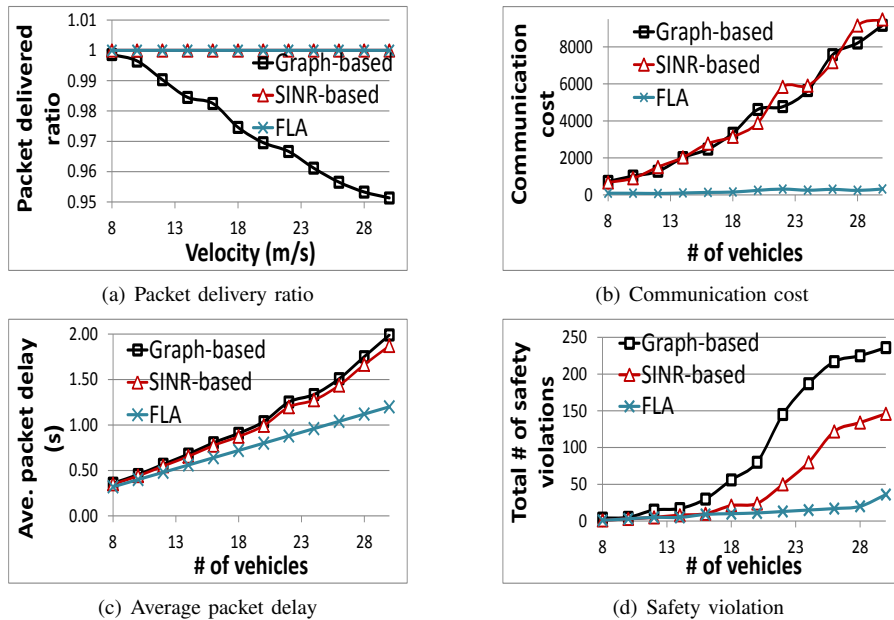 1.01
1
0.99
0.98
0.97
0.96
0.95
Packet delivered
ratio
Graph-based
SINR-based
FLA
8 13 18 23 28
Velocity (m/s)
(a) Packet delivery ratio
8000
6000
4000
2000
0
Communication
cost
Graph-based
SINR-based
FLA
8 13 18 23 28
# of vehicles
(b) Communication cost
2.00
1.50
1.00
0.50
0.00
Ave. packet delay
(s)
Graph-based
SINR-based
FLA
8 13 18 23 28
# of vehicles
(c) Average packet delay
250
200
150
100
50
0
Total # of safety
violations
Graph-based
SINR-based
FLA
8 13 18 23 28
# of vehicles
(d) Safety violation